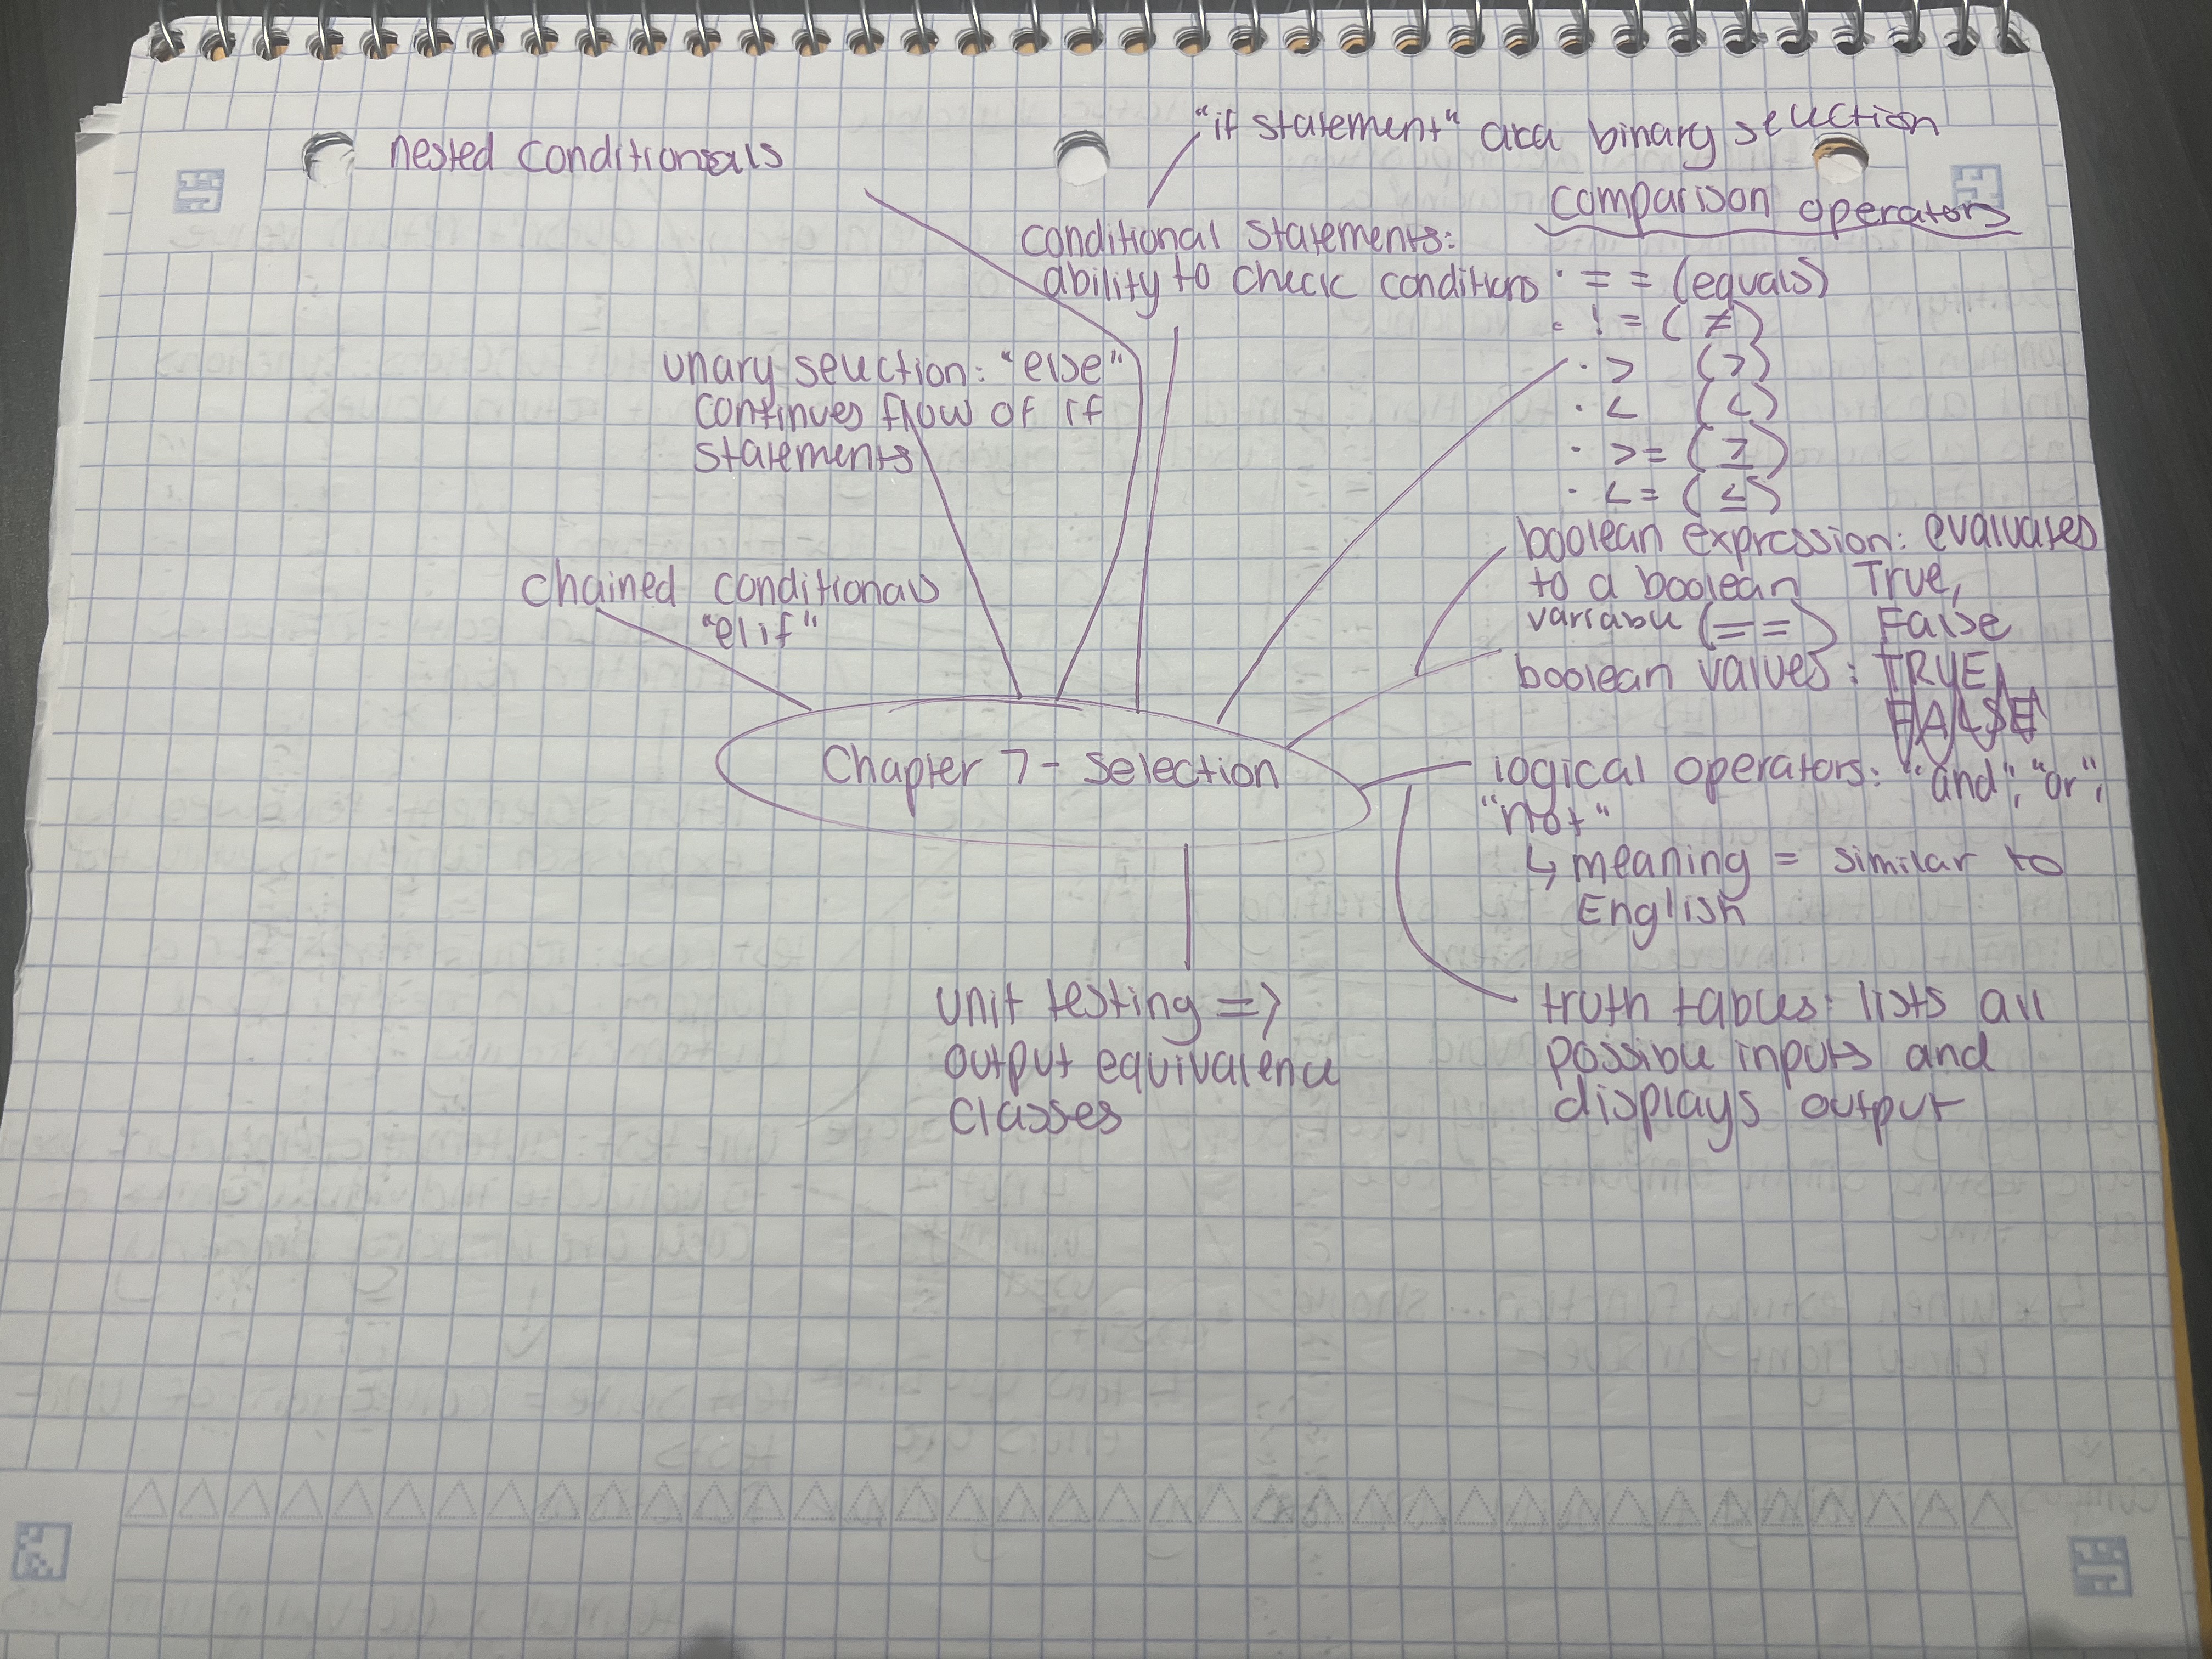 nested conditionals
"if statement" aka binary selection
conditional statements:
ability to check conditions
comparison operators
· = = (equals)
· ! = (≠)
· > (>)
· < (<)
· > = (≥)
· < = (≤)
unary selection: "else"
continues flow of if
statements
chained conditionals
"elif"
Chapter 7 - Selection
boolean expression: evaluates
to a boolean True,
variable (==) False
boolean values: TRUE
FALSE
logical operators: "and", "or",
"not"
↳ meaning = similar to
English
truth tables: lists all
possible inputs and
displays output
unit testing =>
output equivalence
classes